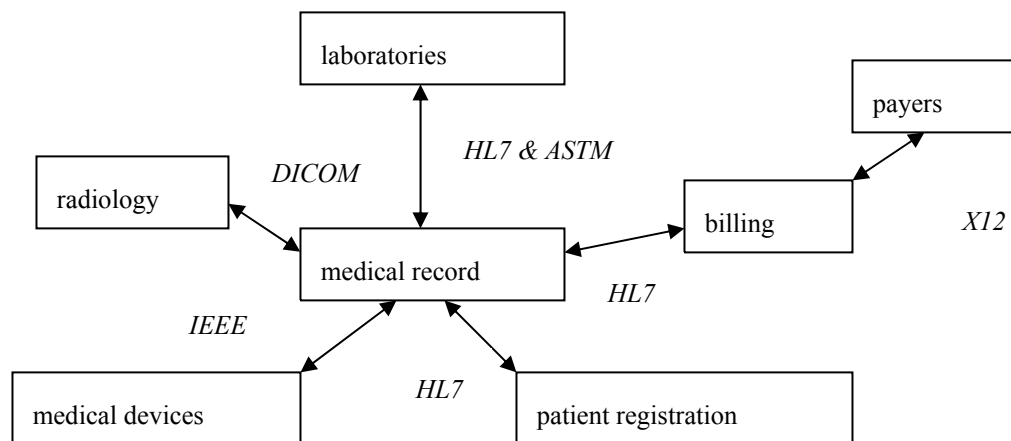 laboratories
payers
HL7 & ASTM
DICOM
radiology
billing
X12
medical record
HL7
IEEE
HL7
medical devices
patient registration